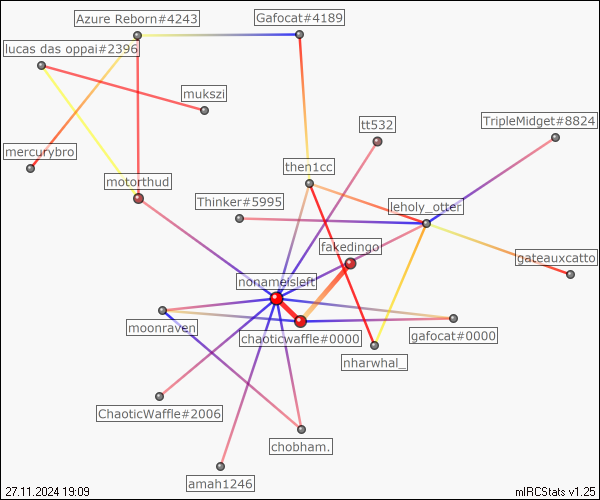 Azure Reborn#4243
Gafocat#4189
lucas das oppai#2396
mukszi
tt532
TripleMidget#8824
mercurybro
then1cc
motorthud
Thinker#5995
leholy_otter
fakedingo
gateauxcatto
nonameisleft
moonraven
chaoticwaffle#0000
gafocat#0000
nharwhal_
ChaoticWaffle#2006
chobham.
amah1246
27.11.2024 19:09
mIRCStats v1.25